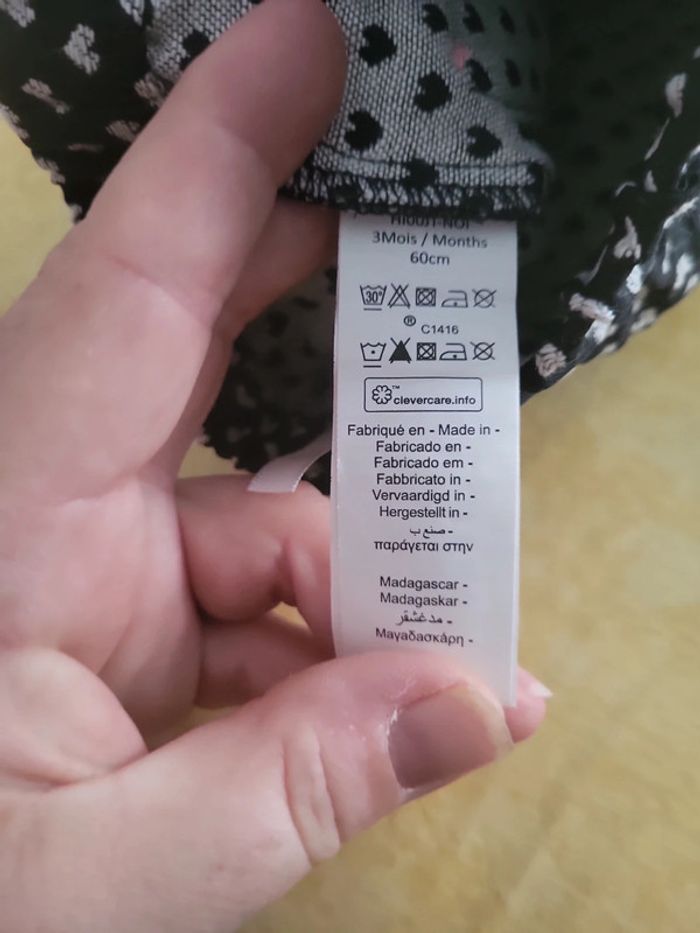 3Mois / Months
60cm
30°
® C1416
TM clevercare.info
Fabriqué en - Made in -
Fabricado en -
Fabricado em -
Fabbricato in -
Vervaardigd in -
Hergestellt in -
صنع ب -
παράγεται στην
Madagascar -
Madagaskar -
مدغشقر -
Μαγαδασκάρη -